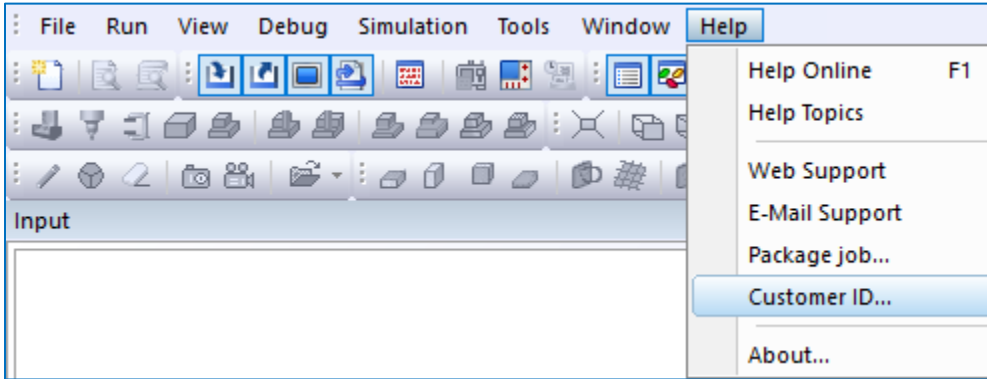 File Run View Debug Simulation Tools Window Help
Help Online F1
Help Topics
Web Support
E-Mail Support
Package job...
Customer ID...
About...
Input